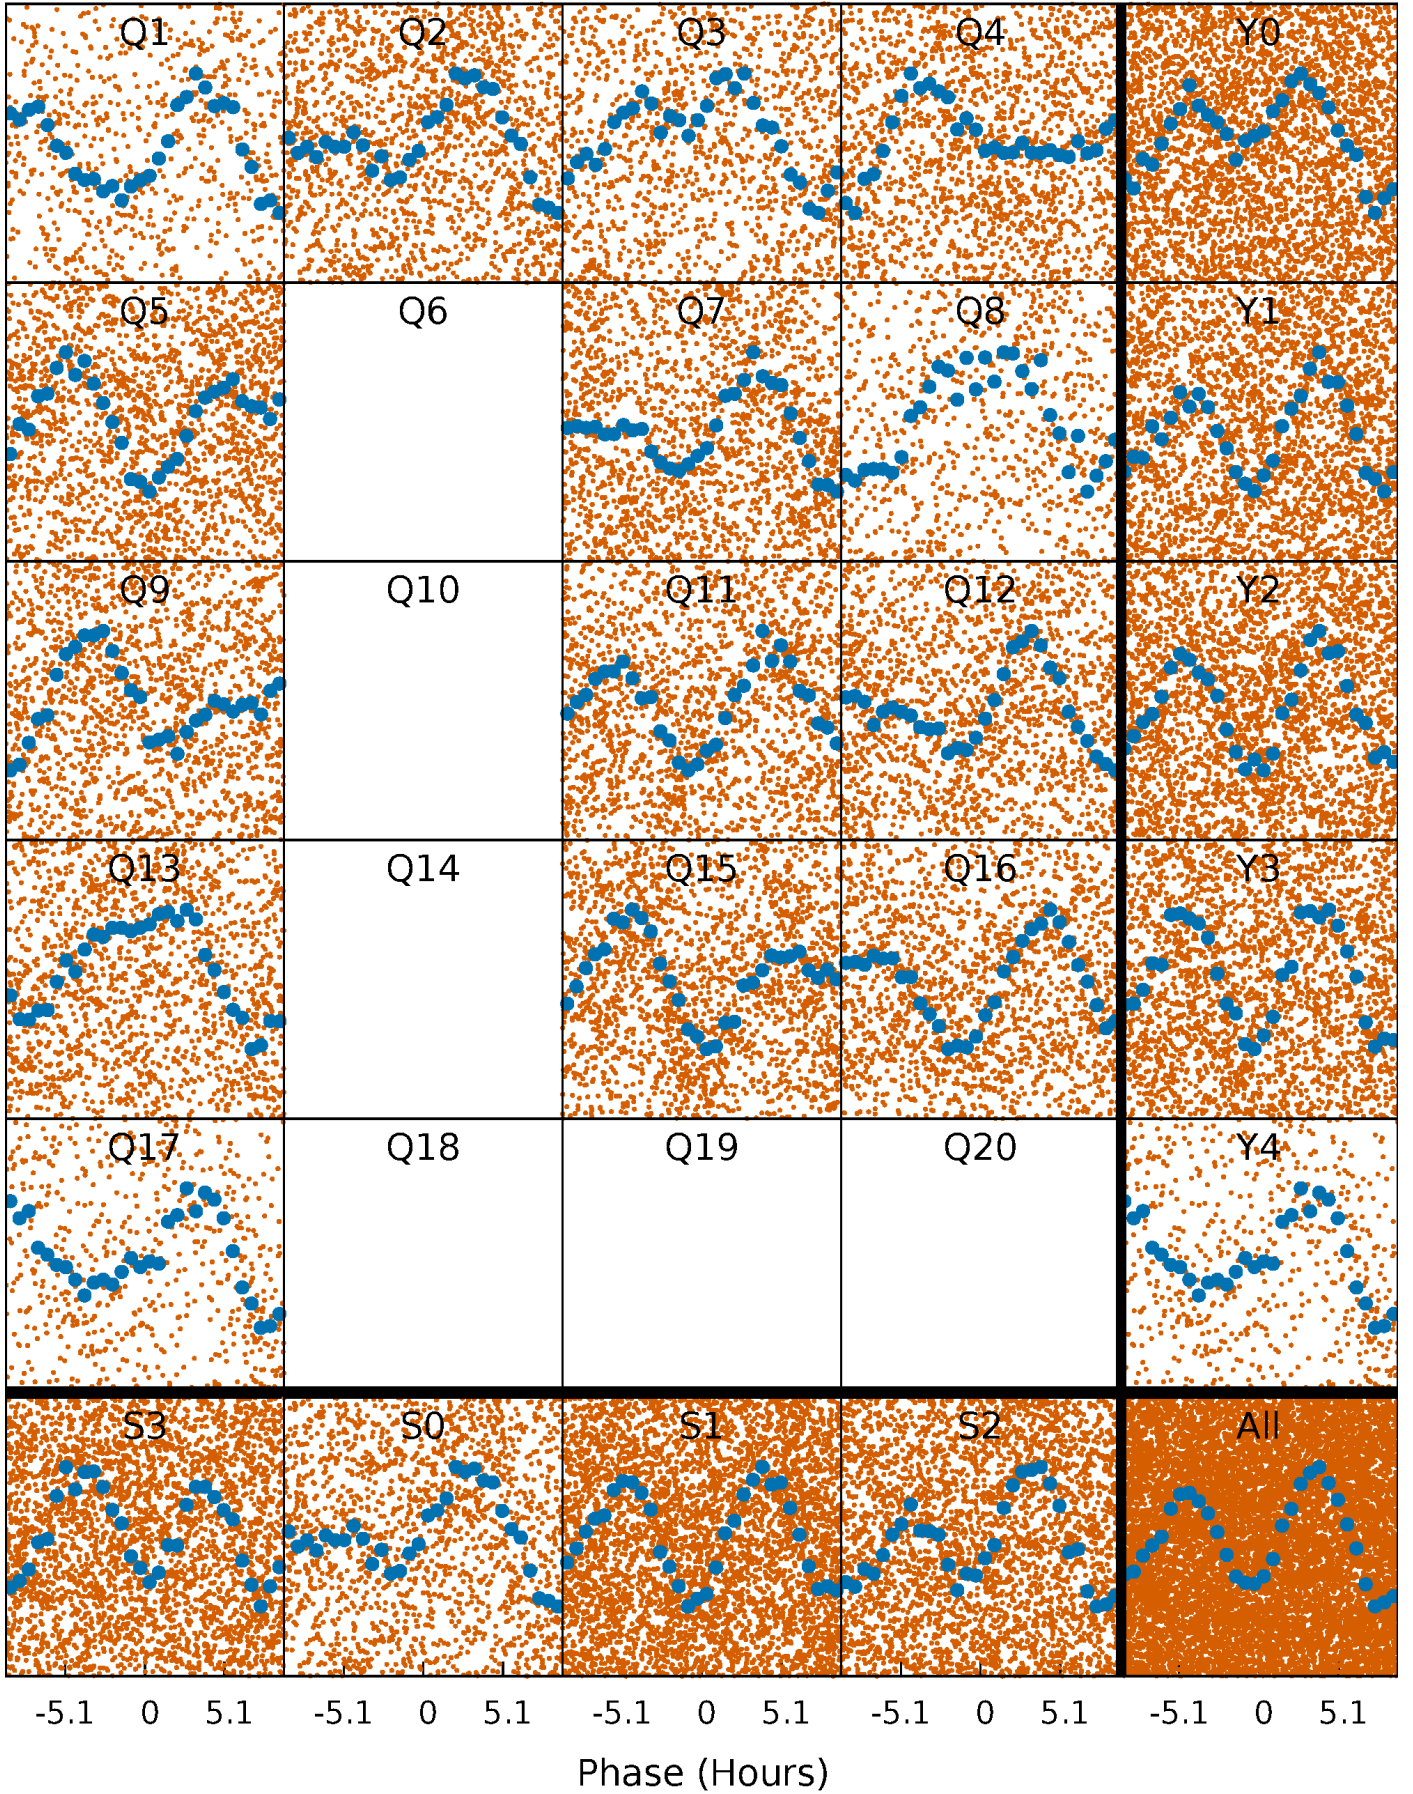 Q1 Q2 Q3 Q4 Y0
Q5 Q6 Q7 Q8 Y1
Q9 Q10 Q11 Q12 Y2
Q13 Q14 Q15 Q16 Y3
Q17 Q18 Q19 Q20 Y4
S3 S0 S1 S2 All
-5.1 0 5.1 -5.1 0 5.1 -5.1 0 5.1 -5.1 0 5.1 -5.1 0 5.1
Phase (Hours)